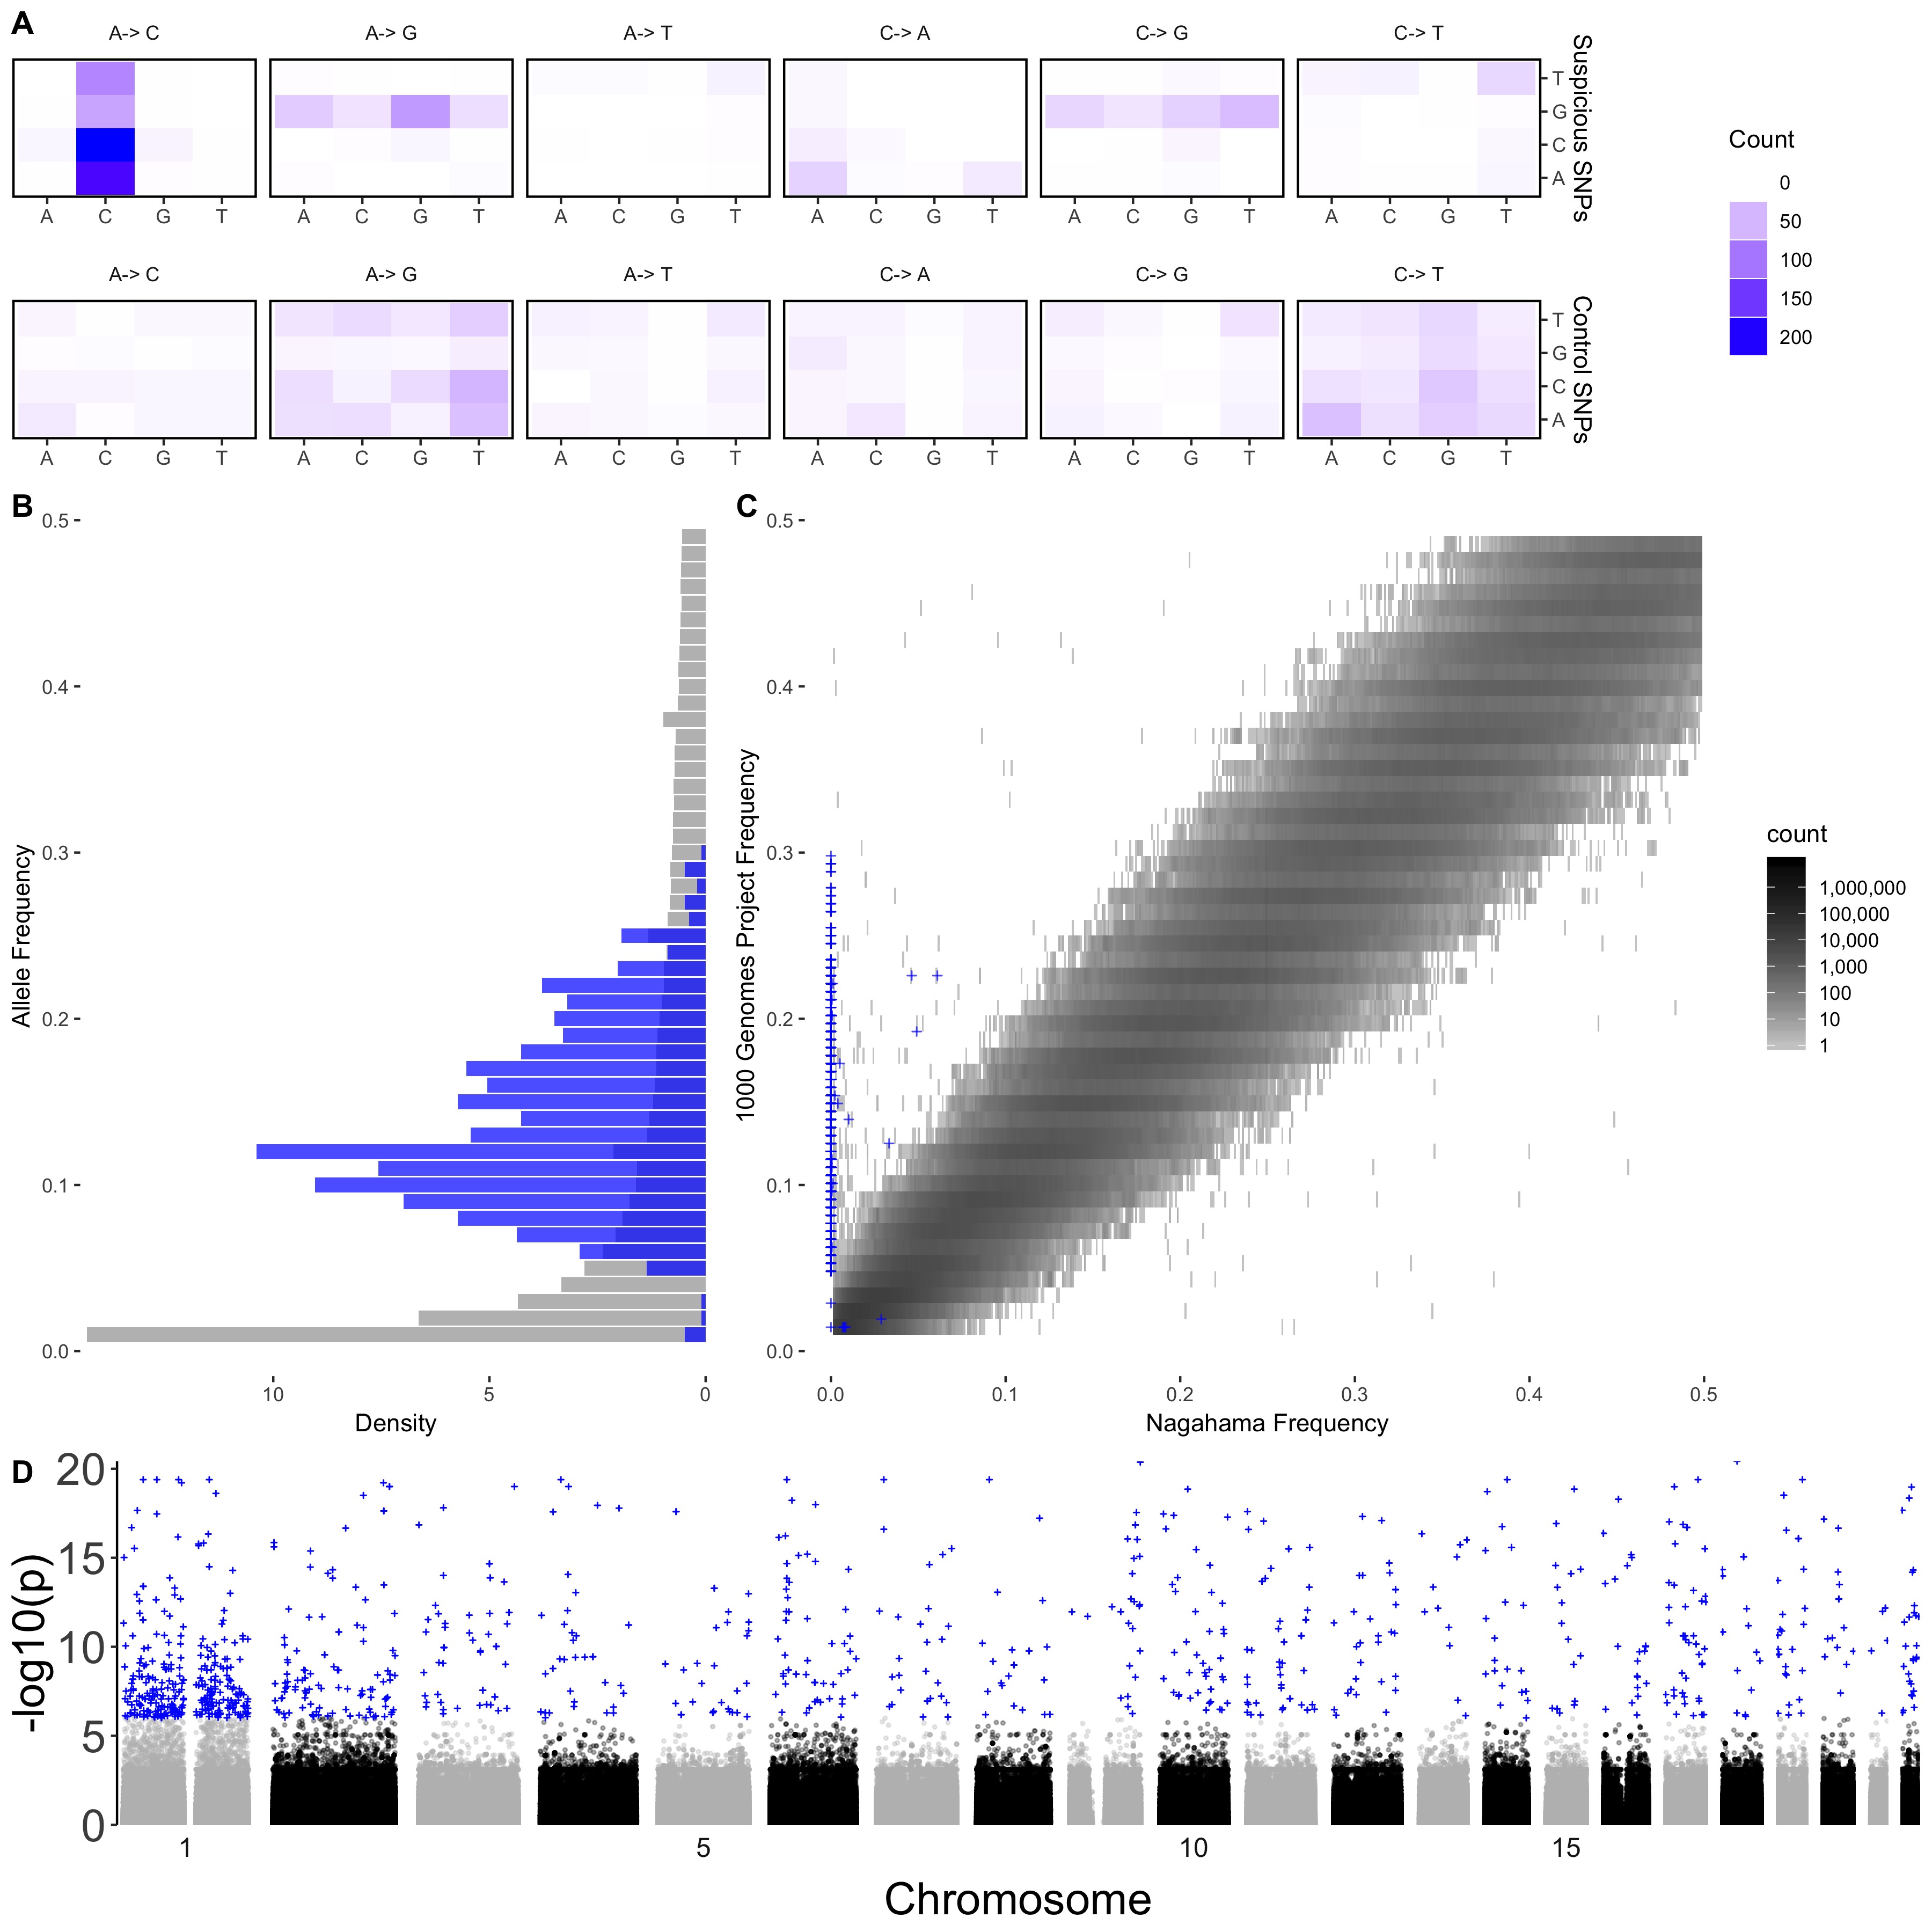 A
A-> C A-> G A-> T C-> A C-> G C-> T
T
G
C
A
Suspicious SNPs
A C G T A C G T A C G T A C G T A C G T A C G T
A-> C A-> G A-> T C-> A C-> G C-> T
T
G
C
A
Control SNPs
A C G T A C G T A C G T A C G T A C G T A C G T
Count
0
50
100
150
200
B
0.5
0.4
0.3
0.2
0.1
0.0
Allele Frequency
10 5 0
Density
C
0.5
0.4
0.3
0.2
0.1
0.0
1000 Genomes Project Frequency
0.0 0.1 0.2 0.3 0.4 0.5
Nagahama Frequency
count
1,000,000
100,000
10,000
1,000
100
10
1
D
20
15
10
5
0
-log10(p)
1 5 10 15
Chromosome